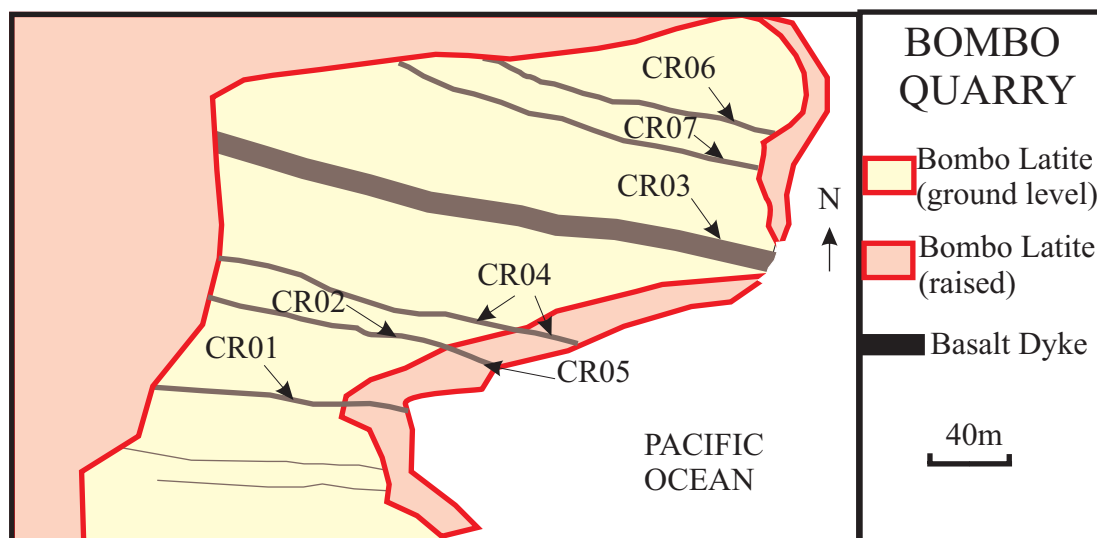 CR06
CR07
CR03
N
CR04
CR02
CR01
CR05
PACIFIC
OCEAN
BOMBO
QUARRY
Bombo Latite
(ground level)
Bombo Latite
(raised)
Basalt Dyke
40m